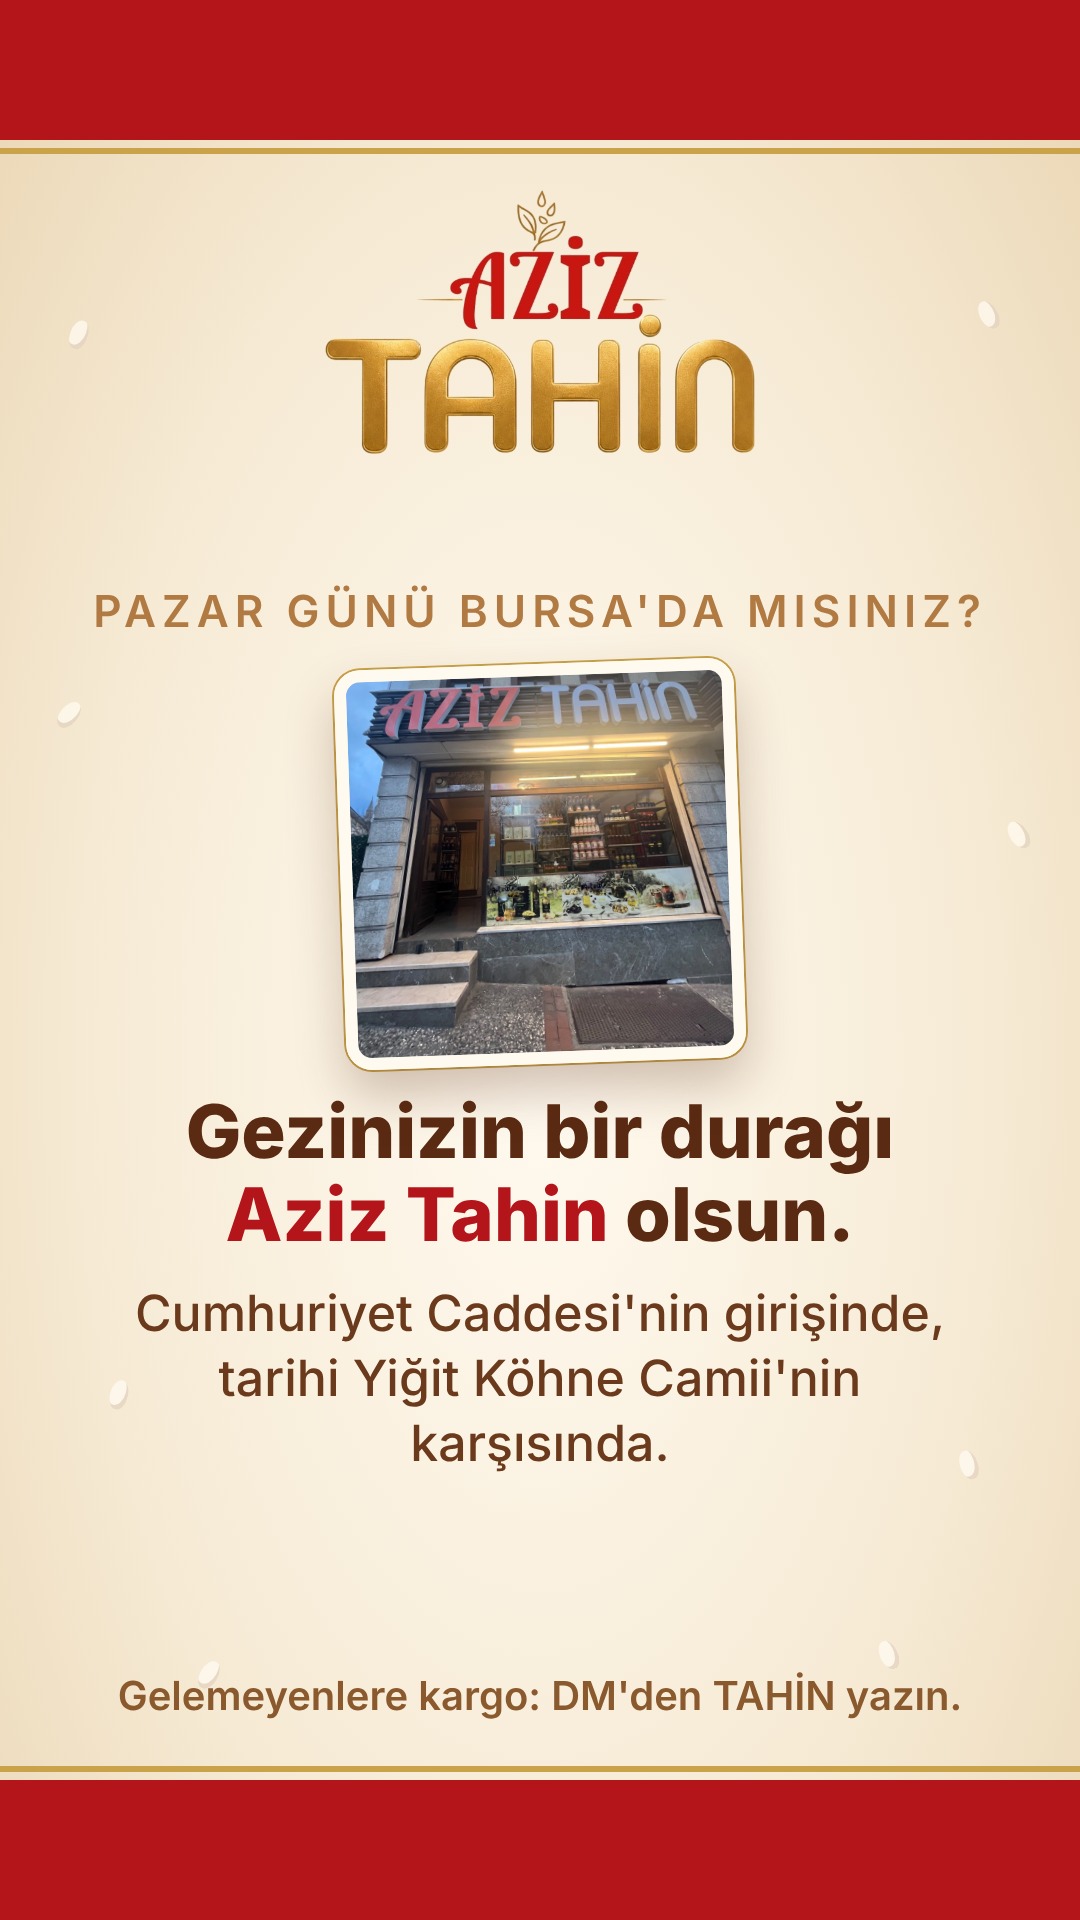 AZİZ
TAHİN
PAZAR GÜNÜ BURSA'DA MISINIZ?
AZİZ TAHİN
Gezinizin bir durağı
Aziz Tahin olsun.
Cumhuriyet Caddesi'nin girişinde,
tarihi Yiğit Köhne Camii'nin
karşısında.
Gelemeyenlere kargo: DM'den TAHİN yazın.